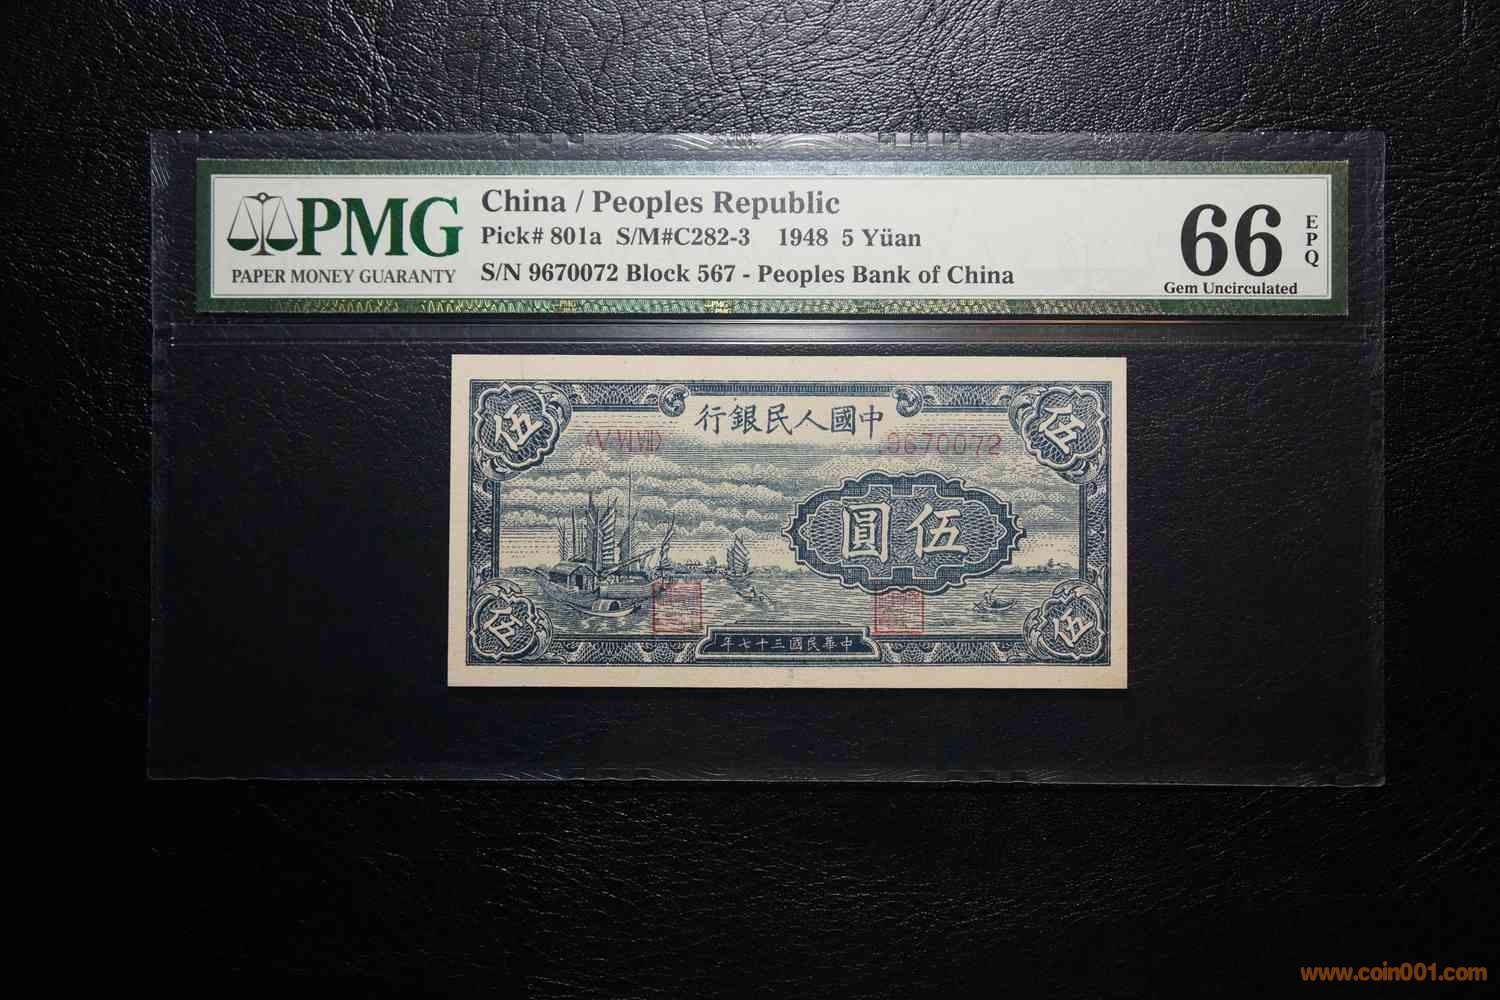 PMG
PAPER MONEY GUARANTY
China / Peoples Republic
Pick# 801a S/M#C282-3 1948 5 Yüan
S/N 9670072 Block 567 - Peoples Bank of China
66
EPQ
Gem Uncirculated
伍
行銀民人國中
伍
〈V VI VII〉
9670072
圓伍
伍
年七十三國民華中
伍
www.coin001.com